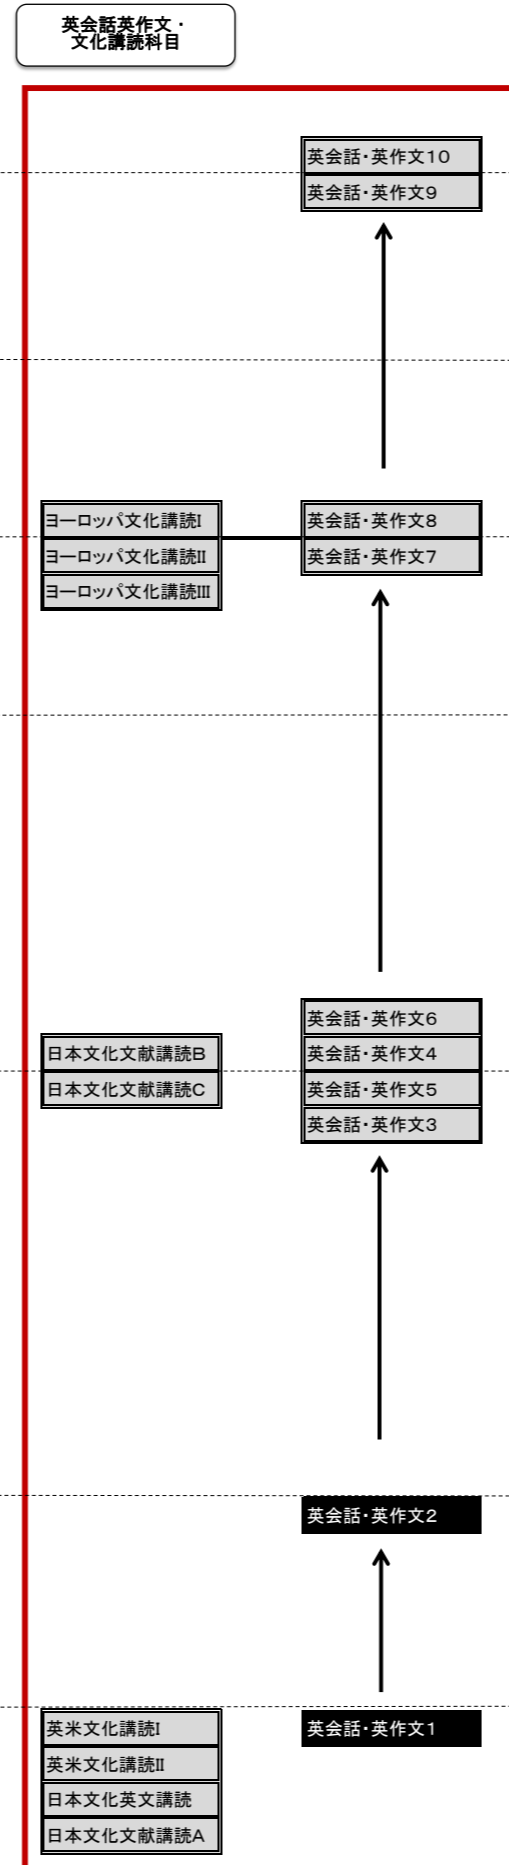 英会話英作文・
文化講読科目
英会話・英作文10
英会話・英作文9
ヨーロッパ文化講読I
ヨーロッパ文化講読II
ヨーロッパ文化講読III
英会話・英作文8
英会話・英作文7
英会話・英作文6
英会話・英作文4
英会話・英作文5
英会話・英作文3
日本文化文献講読B
日本文化文献講読C
英会話・英作文2
英会話・英作文1
英米文化講読I
英米文化講読II
日本文化英文講読
日本文化文献講読A